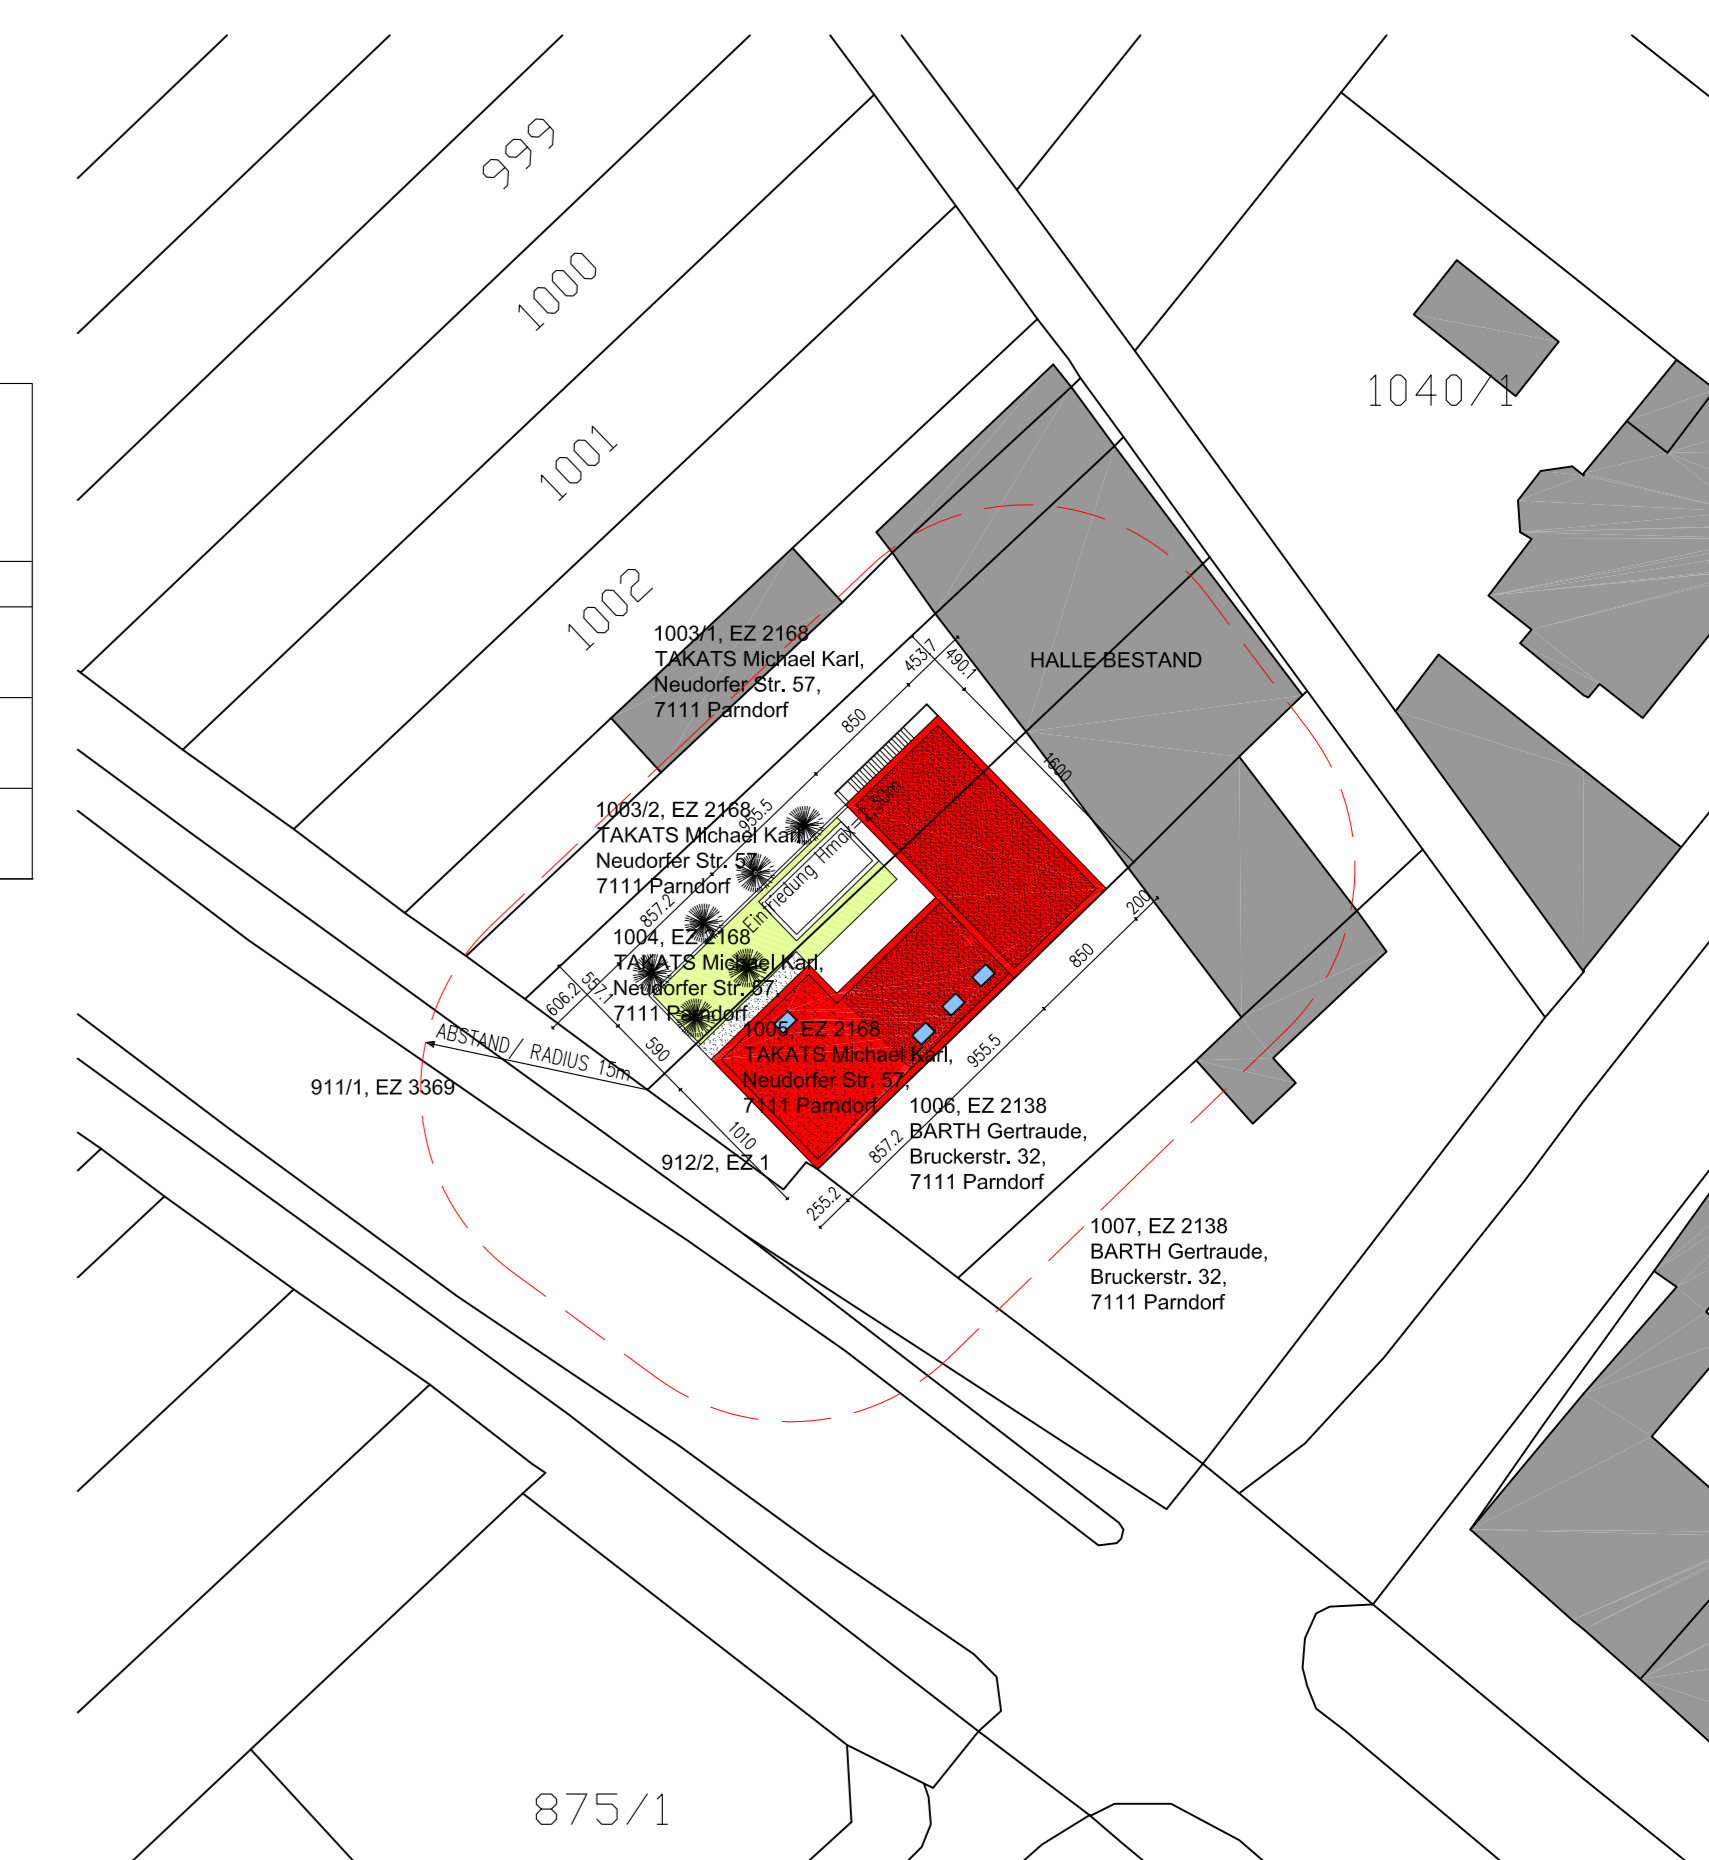 999
1000
1040/1
1001
1002
1003/1, EZ 2168
TAKATS Michael Karl,
Neudorfer Str. 57,
7111 Parndorf
453.7
490.1
HALLE BESTAND
850
1600
955.5
1003/2, EZ 2168
TAKATS Michael Karl,
Neudorfer Str. 57,
7111 Parndorf
Einfriedung Hmax=2,50m
857.2
200
850
1004, EZ 2168
TAKATS Michael Karl,
Neudorfer Str. 57,
7111 Parndorf
606.2
557.1
590
955.5
1005, EZ 2168
TAKATS Michael Karl,
Neudorfer Str. 57,
7111 Parndorf
ABSTAND/ RADIUS 15m
911/1, EZ 3369
1006, EZ 2138
BARTH Gertraude,
Bruckerstr. 32,
7111 Parndorf
1010
857.2
912/2, EZ 1
255.2
1007, EZ 2138
BARTH Gertraude,
Bruckerstr. 32,
7111 Parndorf
875/1